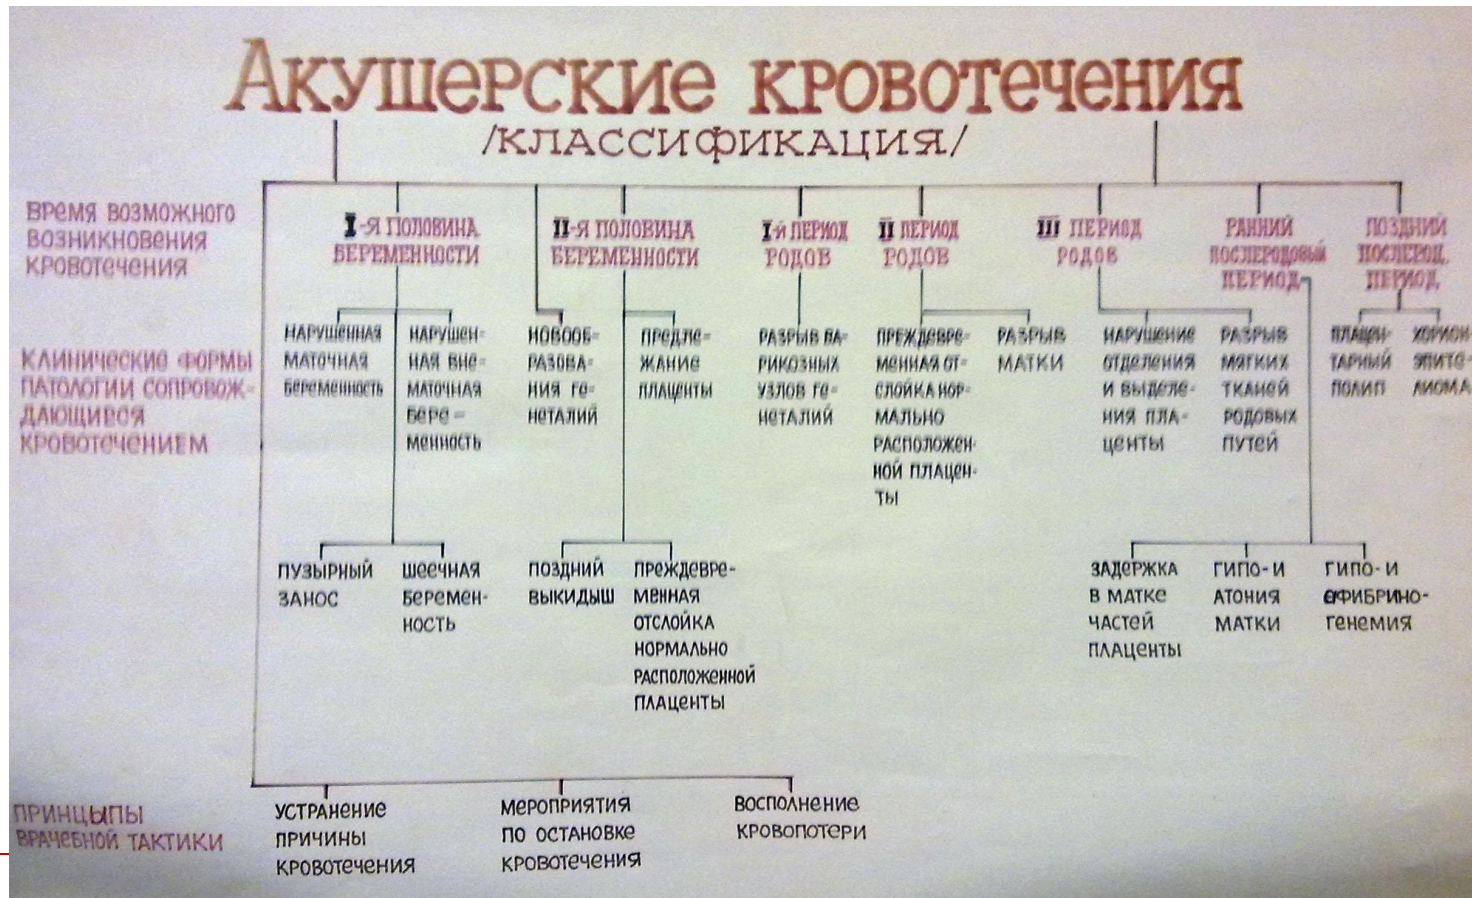 Акушерские кровотечения
/классификация/
Время возможного
возникновения
кровотечения
I-я половина
беременности
II-я половина
беременности
I-й период
родов
II период
родов
III период
родов
Ранний
послеродовый
период
Поздний
послерод.
период
Клинические формы
патологии сопровож-
дающиеся
кровотечением
Нарушенная
маточная
беременность
Нарушен-
ная вне-
маточная
бере-
менность
Новооб-
разова-
ния ге-
неталий
Предле-
жание
плаценты
Разрыв ва-
рикозных
узлов ге-
неталий
Преждевре-
менная от-
слойка нор-
мально
расположен-
ной плацен-
ты
Разрыв
матки
Нарушение
отделения
и выделе-
ния пла-
центы
Разрыв
мягких
тканей
родовых
путей
Плацен-
тарный
полип
Хорион-
эпите-
лиома
Пузырный
занос
Шеечная
беремен-
ность
Поздний
выкидыш
Преждевре-
менная
отслойка
нормально
расположенной
плаценты
Задержка
в матке
частей
плаценты
Гипо- и
атония
матки
Гипо- и
афибрино-
генемия
Принцыпы
врачебной тактики
Устранение
причины
кровотечения
Мероприятия
по остановке
кровотечения
Восполнение
кровопотери